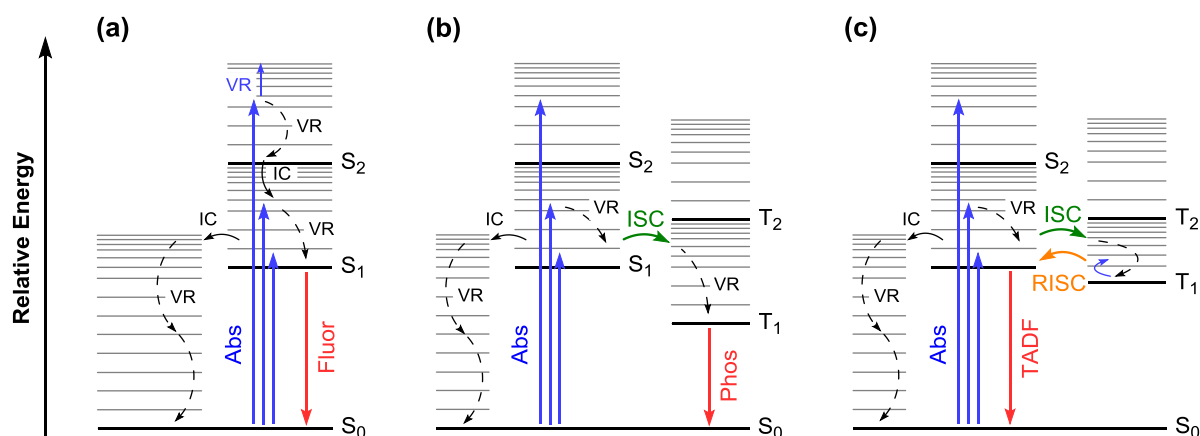 Relative Energy
(a)
VR
VR
S2
IC
IC
VR
S1
VR
Abs
Fluor
S0
(b)
S2
IC
VR
ISC
T2
S1
VR
VR
T1
Abs
Phos
S0
(c)
S2
IC
VR
ISC
T2
VR
RISC
T1
Abs
TADF
S0